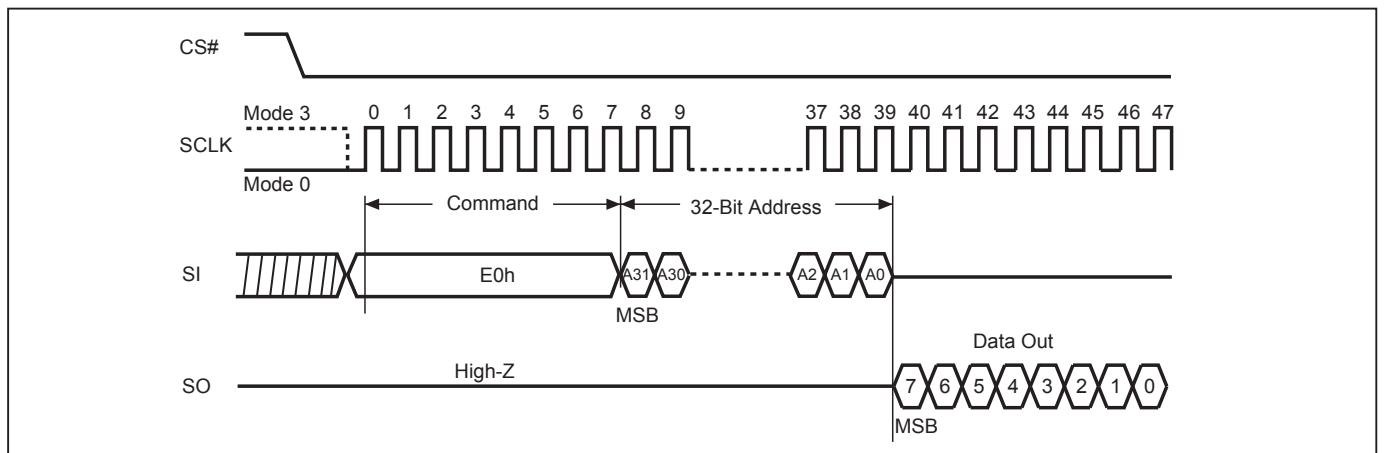 CS#
Mode 3
0 1 2 3 4 5 6 7 8 9 37 38 39 40 41 42 43 44 45 46 47
SCLK
Mode 0
Command 32-Bit Address
SI E0h A31 A30 A2 A1 A0
MSB
Data Out
High-Z
SO 7 6 5 4 3 2 1 0
MSB